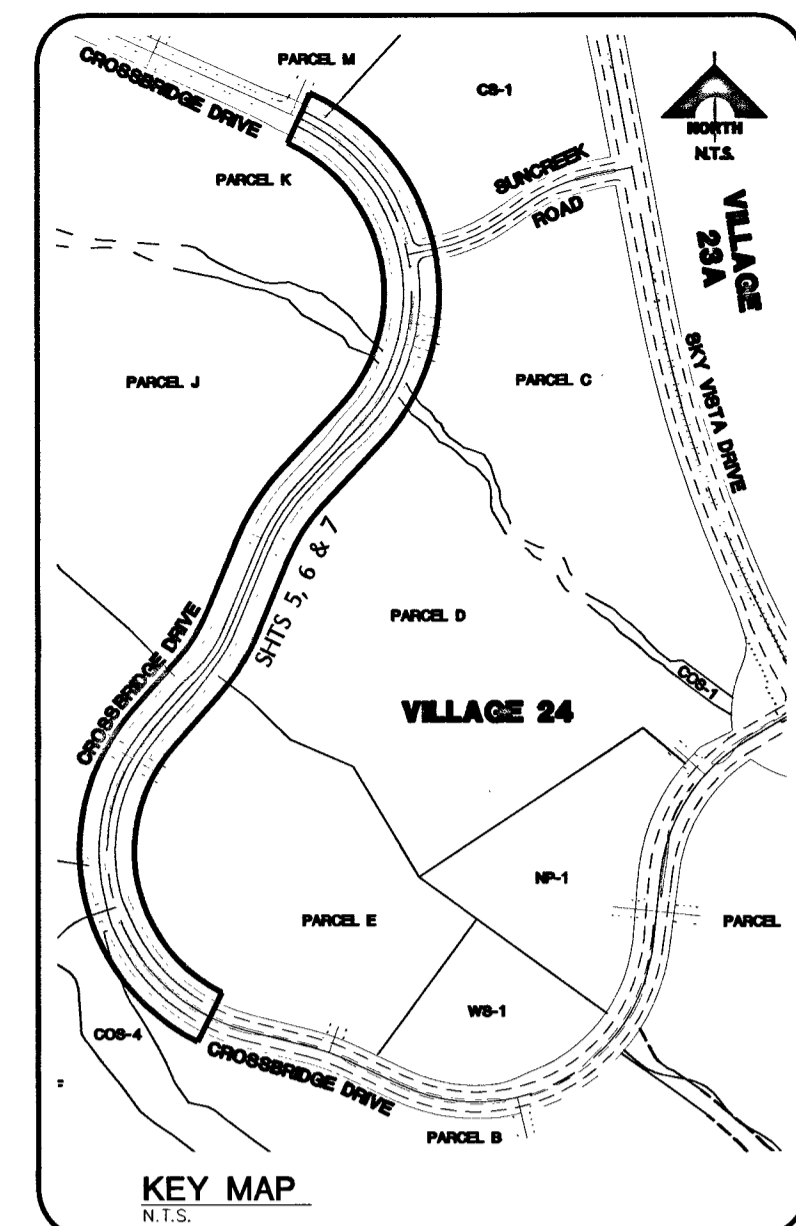 PARCEL M
CROSSBRIDGE DRIVE
CS-1
NORTH
N.T.S.
PARCEL K
SUNCREEK
ROAD
VILLAGE
23A
SKY VISTA DRIVE
PARCEL J
PARCEL C
SHTS 5, 6 & 7
PARCEL D
CROSSBRIDGE DRIVE
COS-1
VILLAGE 24
NP-1
PARCEL E
PARCEL
WS-1
COS-4
CROSSBRIDGE DRIVE
PARCEL B
KEY MAP
N.T.S.